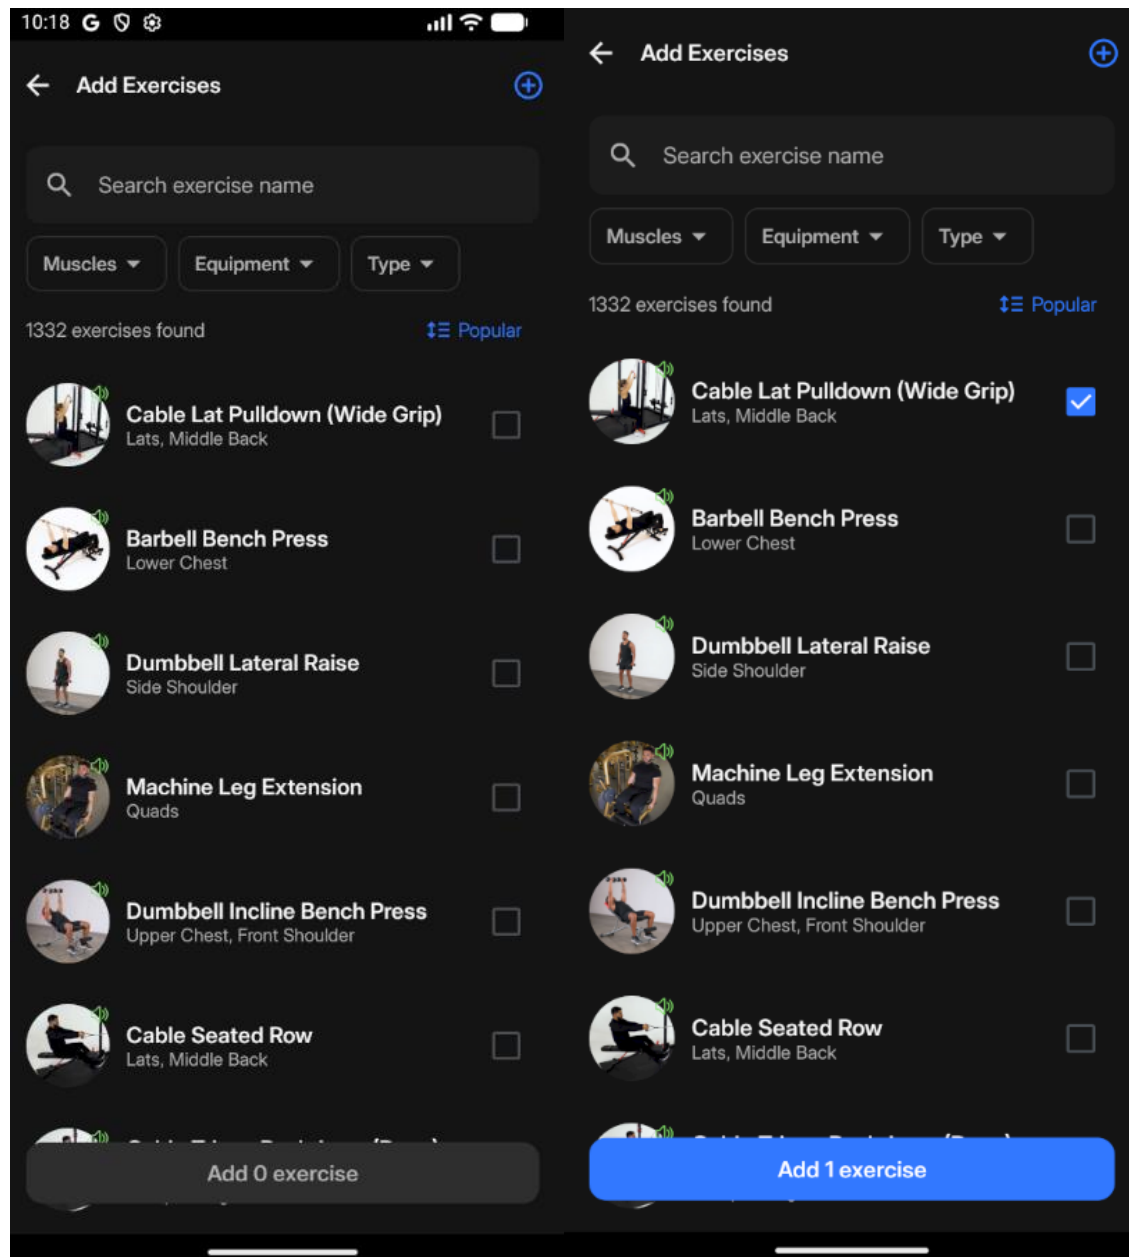 10:18 G
Add Exercises
Search exercise name
Muscles
Equipment
Type
1332 exercises found
Popular
Cable Lat Pulldown (Wide Grip)
Lats, Middle Back
Barbell Bench Press
Lower Chest
Dumbbell Lateral Raise
Side Shoulder
Machine Leg Extension
Quads
Dumbbell Incline Bench Press
Upper Chest, Front Shoulder
Cable Seated Row
Lats, Middle Back
Add 0 exercise
Add Exercises
Search exercise name
Muscles
Equipment
Type
1332 exercises found
Popular
Cable Lat Pulldown (Wide Grip)
Lats, Middle Back
Barbell Bench Press
Lower Chest
Dumbbell Lateral Raise
Side Shoulder
Machine Leg Extension
Quads
Dumbbell Incline Bench Press
Upper Chest, Front Shoulder
Cable Seated Row
Lats, Middle Back
Add 1 exercise